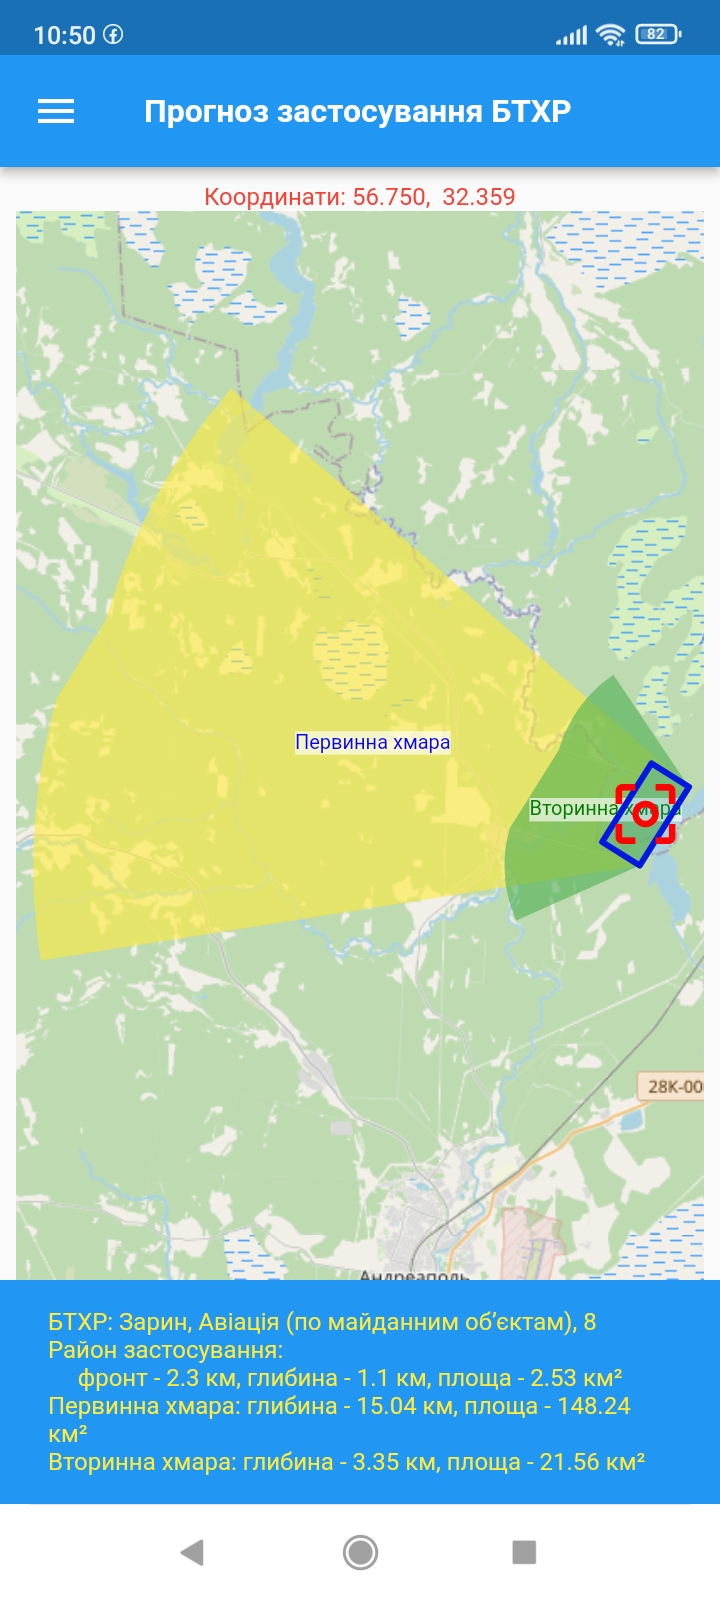 10:50
82
Прогноз застосування БТХР
Координати: 56.750,  32.359
Первинна хмара
Вторинна хмара
28К-00
Андреаполь
БТХР: Зарин, Авіація (по майданним об’єктам), 8
Район застосування:
фронт - 2.3 км, глибина - 1.1 км, площа - 2.53 км²
Первинна хмара: глибина - 15.04 км, площа - 148.24
км²
Вторинна хмара: глибина - 3.35 км, площа - 21.56 км²